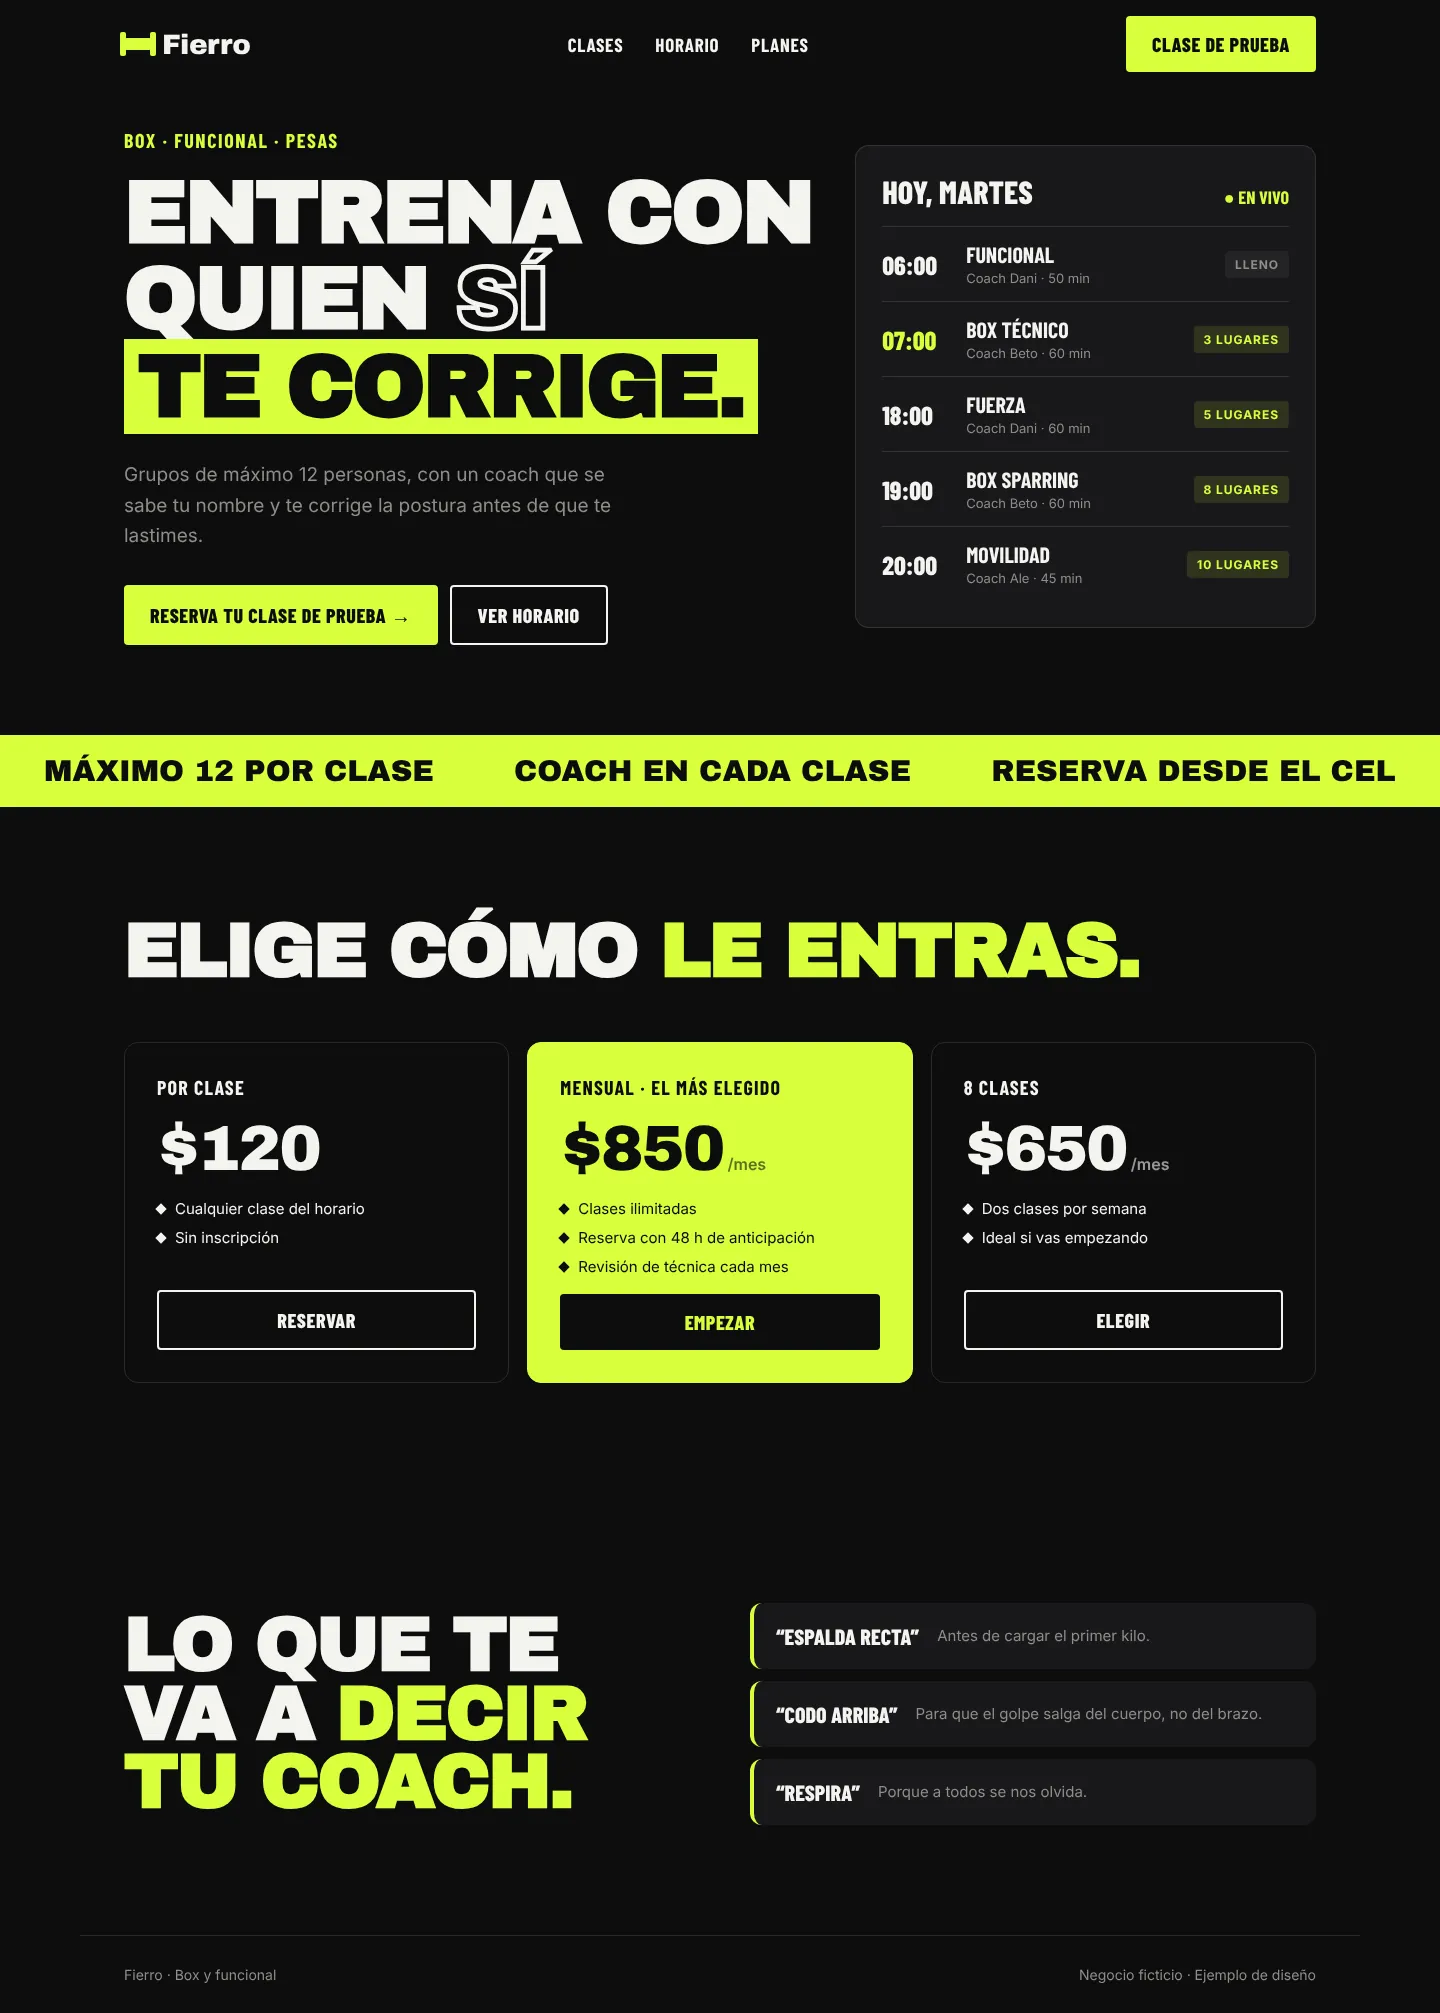 Fierro
CLASES
HORARIO
PLANES
CLASE DE PRUEBA
BOX · FUNCIONAL · PESAS
ENTRENA CON
QUIEN SÍ
TE CORRIGE.
Grupos de máximo 12 personas, con un coach que se
sabe tu nombre y te corrige la postura antes de que te
lastimes.
RESERVA TU CLASE DE PRUEBA →
VER HORARIO
HOY, MARTES
● EN VIVO
06:00
FUNCIONAL
Coach Dani · 50 min
LLENO
07:00
BOX TÉCNICO
Coach Beto · 60 min
3 LUGARES
18:00
FUERZA
Coach Dani · 60 min
5 LUGARES
19:00
BOX SPARRING
Coach Beto · 60 min
8 LUGARES
20:00
MOVILIDAD
Coach Ale · 45 min
10 LUGARES
MÁXIMO 12 POR CLASE
COACH EN CADA CLASE
RESERVA DESDE EL CEL
ELIGE CÓMO LE ENTRAS.
POR CLASE
$120
◆ Cualquier clase del horario
◆ Sin inscripción
RESERVAR
MENSUAL · EL MÁS ELEGIDO
$850/mes
◆ Clases ilimitadas
◆ Reserva con 48 h de anticipación
◆ Revisión de técnica cada mes
EMPEZAR
8 CLASES
$650/mes
◆ Dos clases por semana
◆ Ideal si vas empezando
ELEGIR
LO QUE TE
VA A DECIR
TU COACH.
“ESPALDA RECTA” Antes de cargar el primer kilo.
“CODO ARRIBA” Para que el golpe salga del cuerpo, no del brazo.
“RESPIRA” Porque a todos se nos olvida.
Fierro · Box y funcional
Negocio ficticio · Ejemplo de diseño